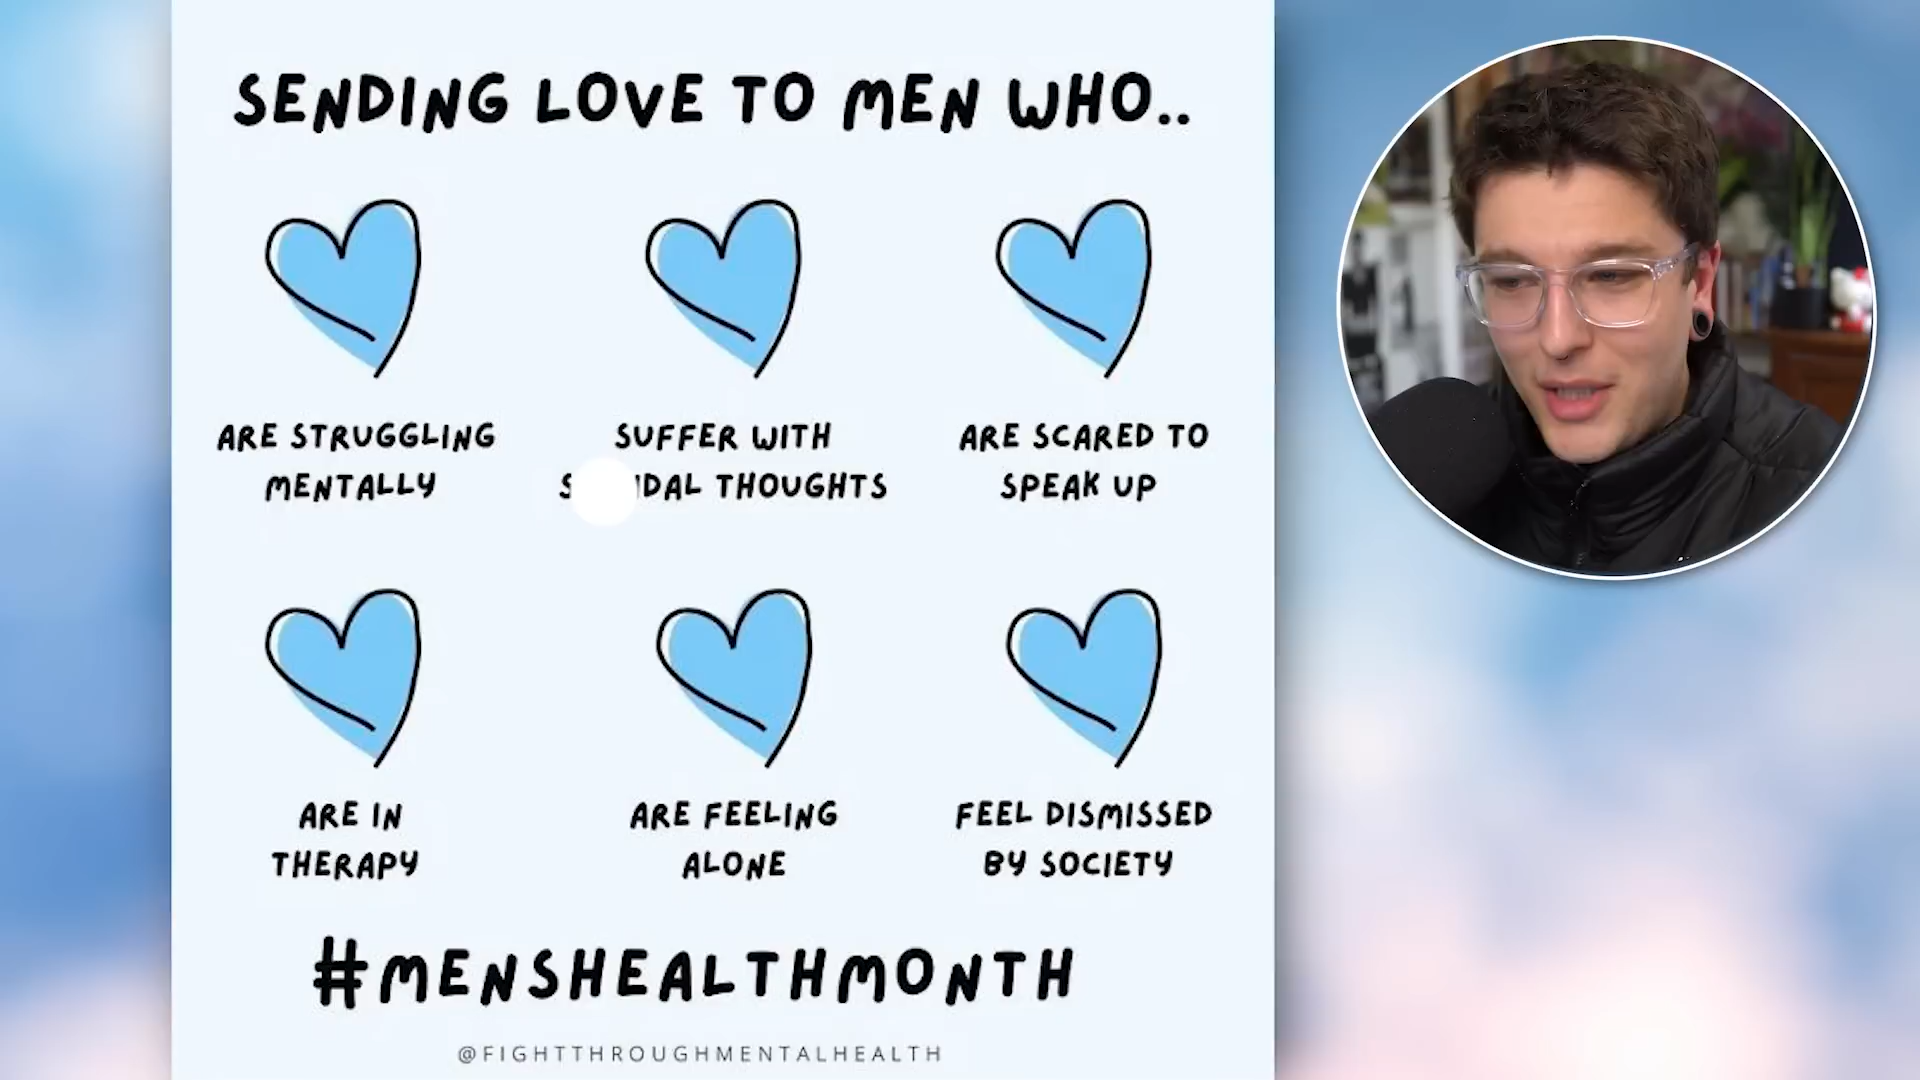 SENDING LOVE TO MEN WHO..
ARE STRUGGLING
MENTALLY
SUFFER WITH
THOUGHTS
ARE SCARED TO
SPEAK UP
ARE IN
THERAPY
ARE FEELING
ALONE
FEEL DISMISSED
BY SOCIETY
#MENSHEALTHMONTH
@FIGHTTHROUGHMENTALHEALTH